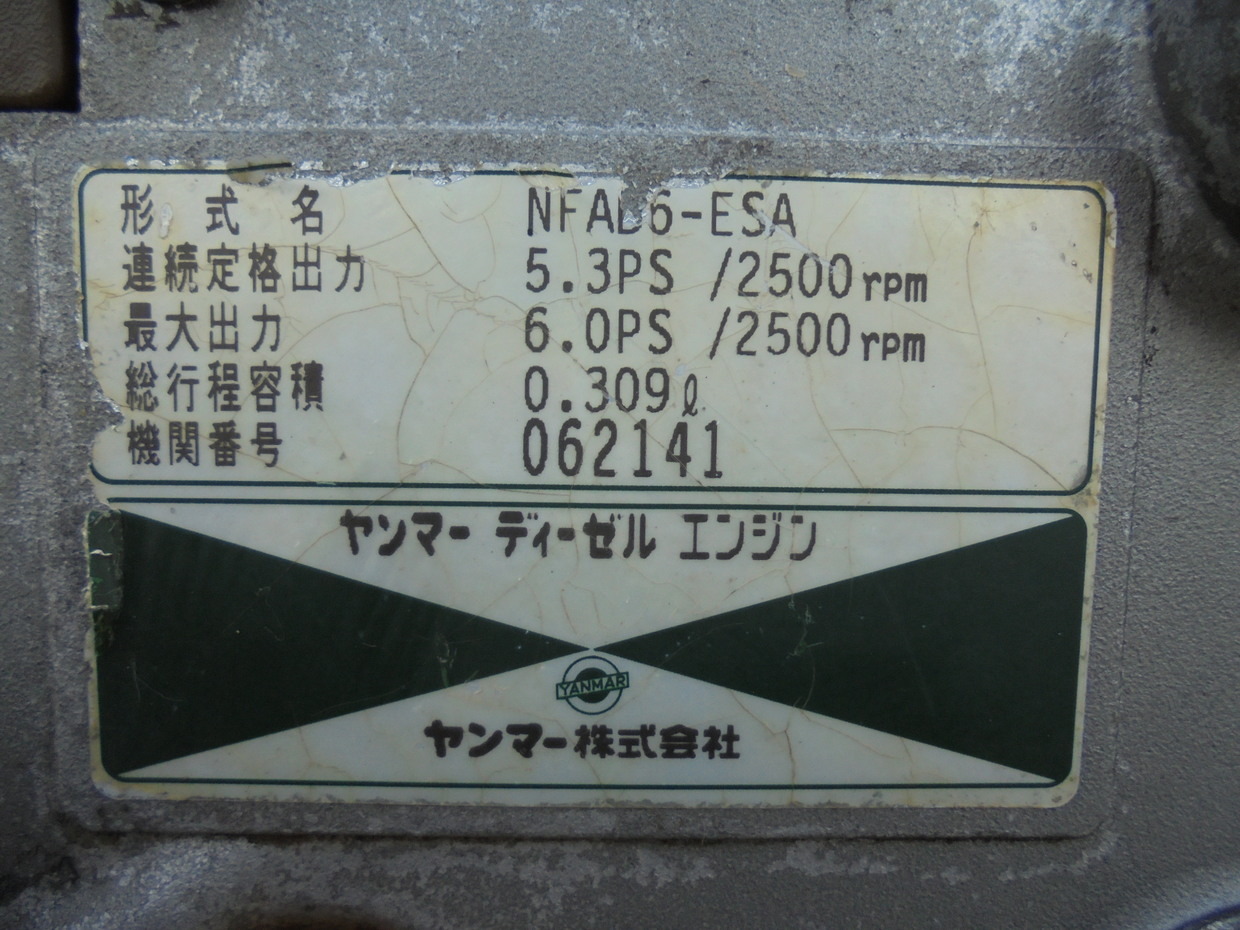 形式名 NFAD6-ESA
連続定格出力 5.3PS /2500rpm
最大出力 6.0PS /2500rpm
総行程容積 0.309ℓ
機関番号 062141
ヤンマー ディーゼル エンジン
YANMAR
ヤンマー株式会社